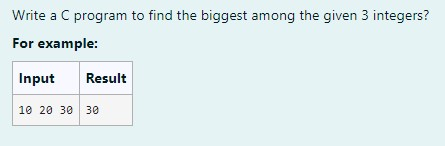 Write a C program to find the biggest among the given 3 integers?
For example:
Input Result
10 20 30 30